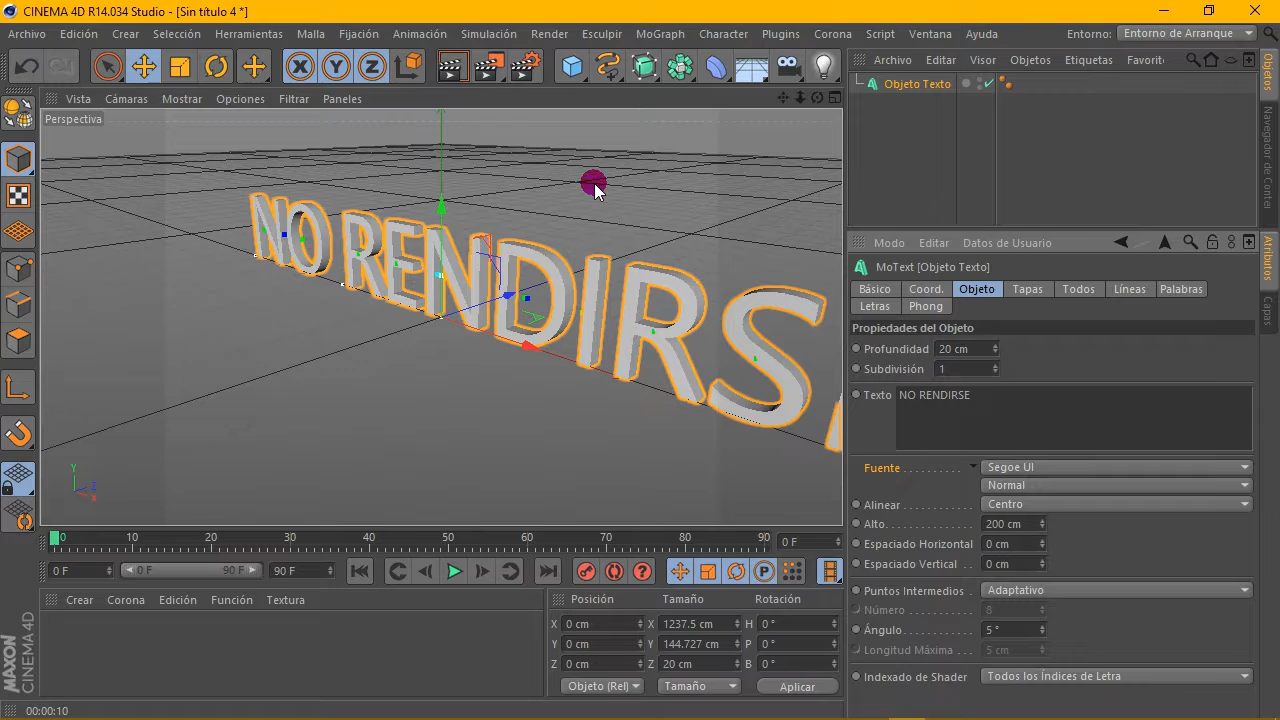 CINEMA 4D R14.034 Studio - [Sin título 4 *]
Archivo Edición Crear Selección Herramientas Malla Fijación Animación Simulación Render Esculpir MoGraph Character Plugins Corona Script Ventana Ayuda Entorno: Entorno de Arranque
X Y Z
Archivo Editar Visor Objetos Etiquetas Favorit
Objeto Texto
Objetos
Navegador de Conter
Vista Cámaras Mostrar Opciones Filtrar Paneles
Perspectiva
NO RENDIRS
Y Z X
Modo Editar Datos de Usuario
Atributos
Capas
MoText [Objeto Texto]
Básico Coord. Objeto Tapas Todos Líneas Palabras
Letras Phong
Propiedades del Objeto
Profundidad 20 cm
Subdivisión 1
Texto NO RENDIRSE
Fuente Segoe UI
Normal
Alinear Centro
Alto 200 cm
Espaciado Horizontal 0 cm
Espaciado Vertical 0 cm
Puntos Intermedios Adaptativo
Número 8
Ángulo 5 °
Longitud Máxima 5 cm
Indexado de Shader Todos los Índices de Letra
0 10 20 30 40 50 60 70 80 90 0 F
0 F 0 F 90 F 90 F
P
Crear Corona Edición Función Textura
Posición Tamaño Rotación
X 0 cm X 1237.5 cm H 0 °
Y 0 cm Y 144.727 cm P 0 °
Z 0 cm Z 20 cm B 0 °
Objeto (Rel) Tamaño Aplicar
MAXON
CINEMA 4D
00:00:10